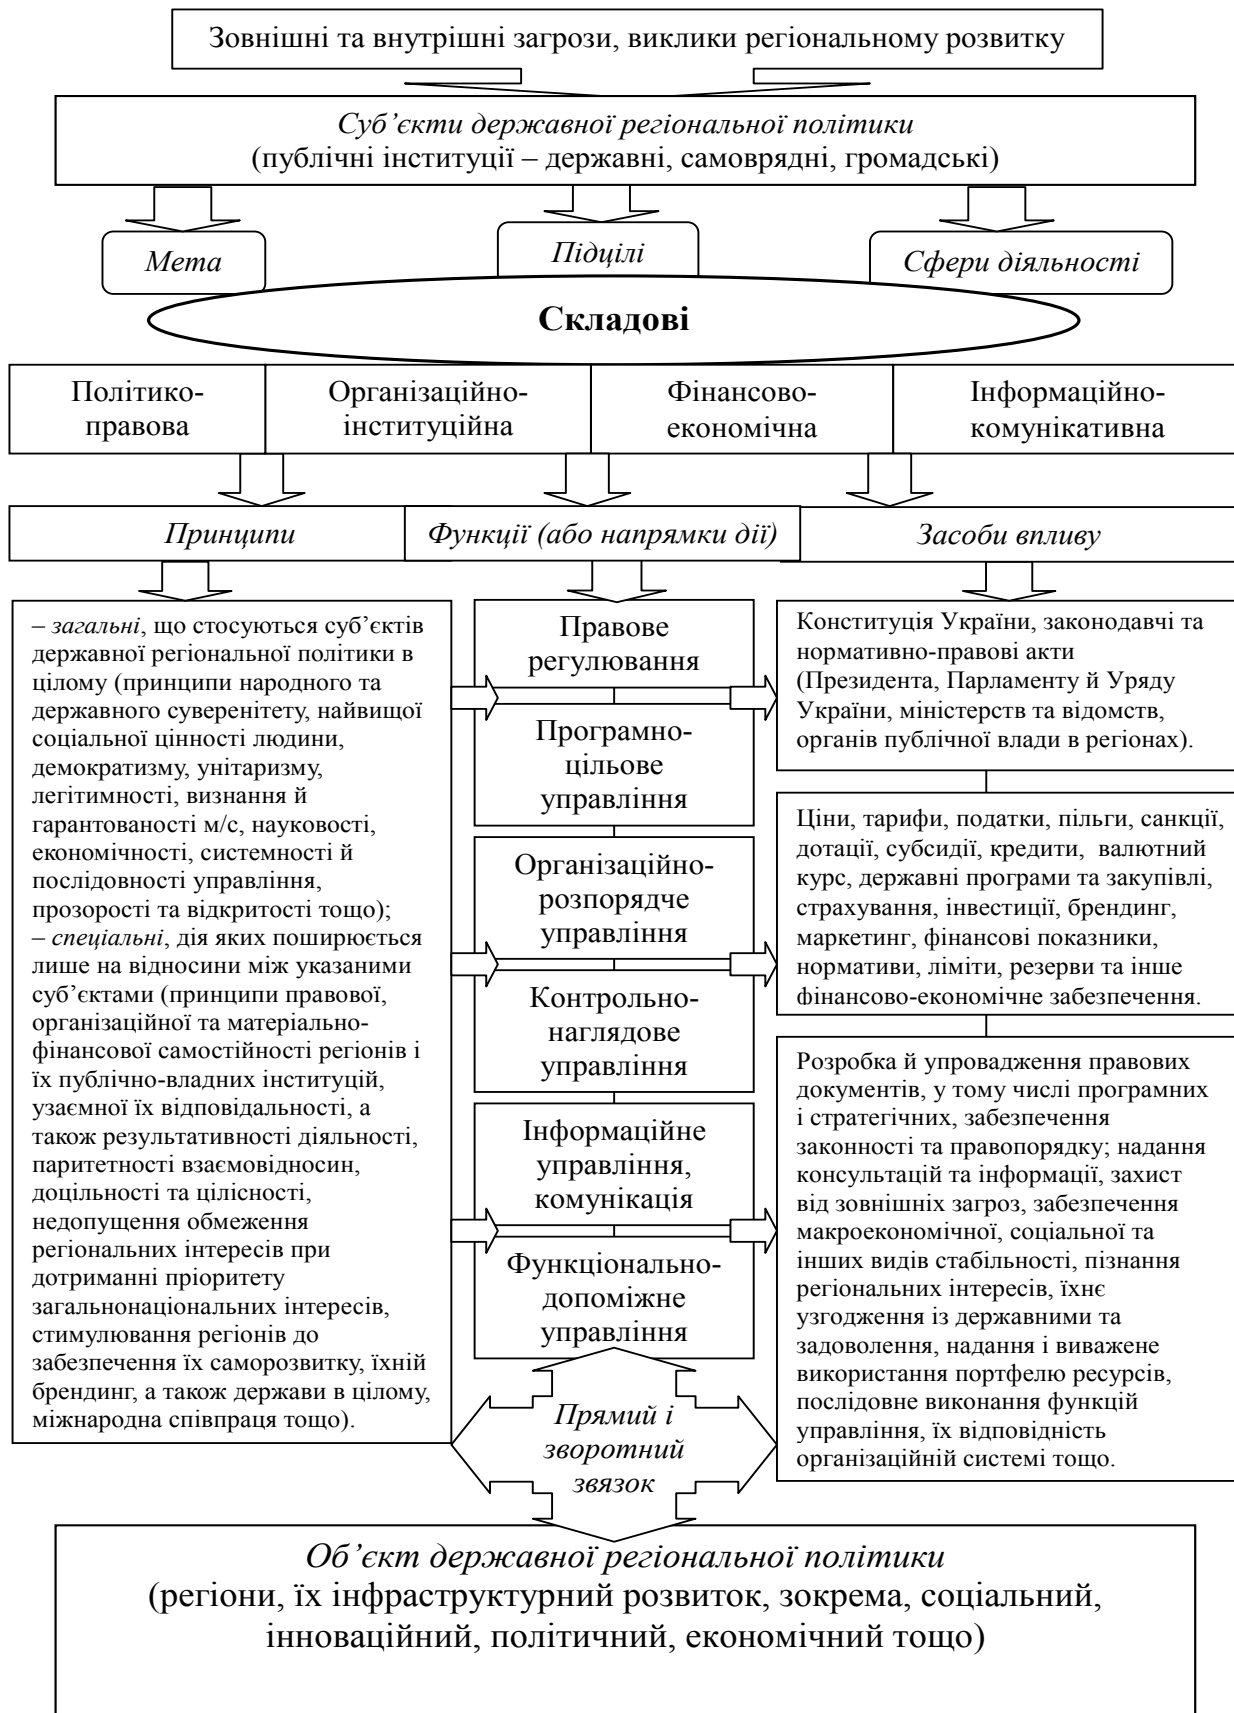 Зовнішні та внутрішні загрози, виклики регіональному розвитку
Суб’єкти державної регіональної політики
(публічні інституції – державні, самоврядні, громадські)
Мета
Підцілі
Сфери діяльності
Складові
Політико-
правова
Організаційно-
інституційна
Фінансово-
економічна
Інформаційно-
комунікативна
Принципи
Функції (або напрямки дії)
Засоби впливу
– загальні, що стосуються суб’єктів
державної регіональної політики в
цілому (принципи народного та
державного суверенітету, найвищої
соціальної цінності людини,
демократизму, унітаризму,
легітимності, визнання й
гарантованості м/с, науковості,
економічності, системності й
послідовності управління,
прозорості та відкритості тощо);
– спеціальні, дія яких поширюється
лише на відносини між указаними
суб’єктами (принципи правової,
організаційної та матеріально-
фінансової самостійності регіонів і
їх публічно-владних інституцій,
узаємної їх відповідальності, а
також результативності діяльності,
паритетності взаємовідносин,
доцільності та цілісності,
недопущення обмеження
регіональних інтересів при
дотриманні пріоритету
загальнонаціональних інтересів,
стимулювання регіонів до
забезпечення їх саморозвитку, їхній
брендинг, а також держави в цілому,
міжнародна співпраця тощо).
Правове
регулювання
Програмно-
цільове
управління
Організаційно-
розпорядче
управління
Контрольно-
наглядове
управління
Інформаційне
управління,
комунікація
Функціонально-
допоміжне
управління
Конституція України, законодавчі та
нормативно-правові акти
(Президента, Парламенту й Уряду
України, міністерств та відомств,
органів публічної влади в регіонах).
Ціни, тарифи, податки, пільги, санкції,
дотації, субсидії, кредити, валютний
курс, державні програми та закупівлі,
страхування, інвестиції, брендинг,
маркетинг, фінансові показники,
нормативи, ліміти, резерви та інше
фінансово-економічне забезпечення.
Розробка й упровадження правових
документів, у тому числі програмних
і стратегічних, забезпечення
законності та правопорядку; надання
консультацій та інформації, захист
від зовнішніх загроз, забезпечення
макроекономічної, соціальної та
інших видів стабільності, пізнання
регіональних інтересів, їхнє
узгодження із державними та
задоволення, надання і виважене
використання портфелю ресурсів,
послідовне виконання функцій
управління, їх відповідність
організаційній системі тощо.
Прямий і
зворотний
звязок
Об’єкт державної регіональної політики
(регіони, їх інфраструктурний розвиток, зокрема, соціальний,
інноваційний, політичний, економічний тощо)